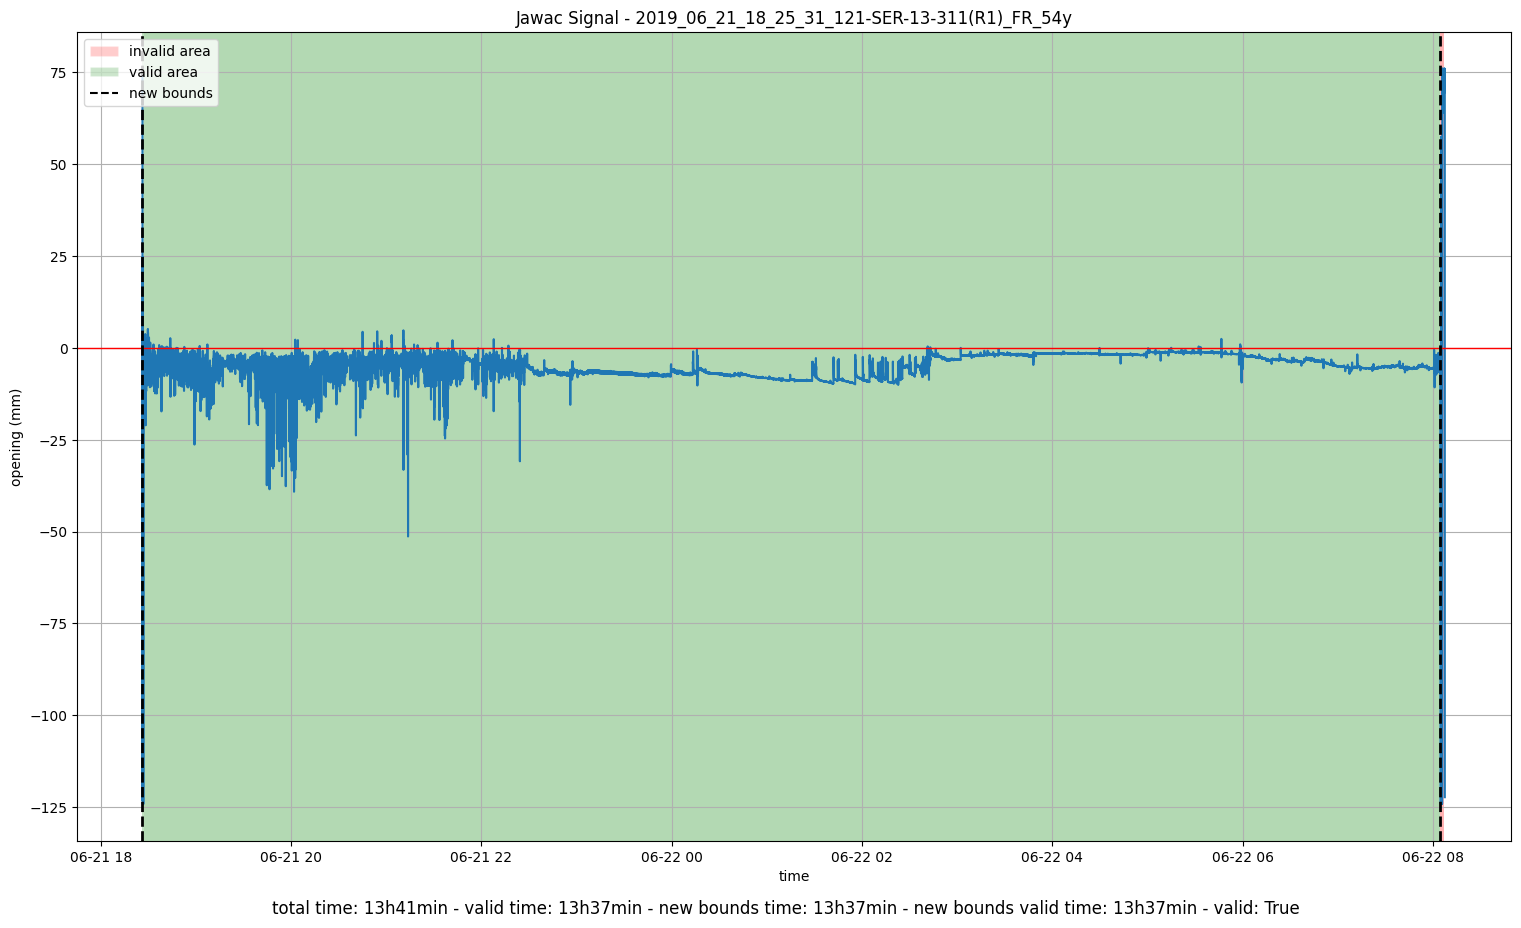 Jawac Signal - 2019_06_21_18_25_31_121-SER-13-311(R1)_FR_54y
invalid area
valid area
new bounds
75
50
25
0
−25
−50
−75
−100
−125
opening (mm)
06-21 18
06-21 20
06-21 22
06-22 00
06-22 02
06-22 04
06-22 06
06-22 08
time
total time: 13h41min - valid time: 13h37min - new bounds time: 13h37min - new bounds valid time: 13h37min - valid: True